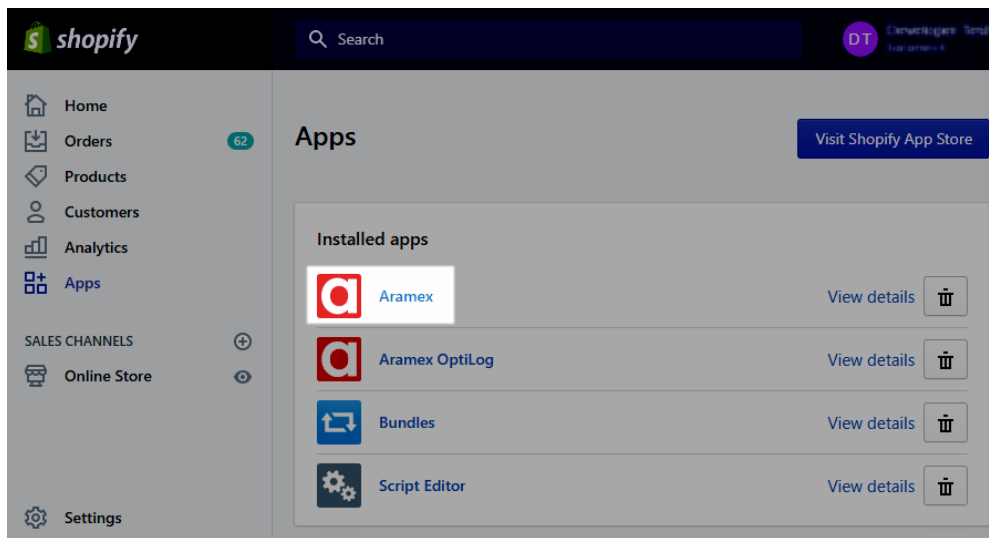 shopify
Search
DT
Home
Orders 62
Products
Customers
Analytics
Apps
SALES CHANNELS
Online Store
Settings
Apps
Visit Shopify App Store
Installed apps
Aramex View details
Aramex OptiLog View details
Bundles View details
Script Editor View details